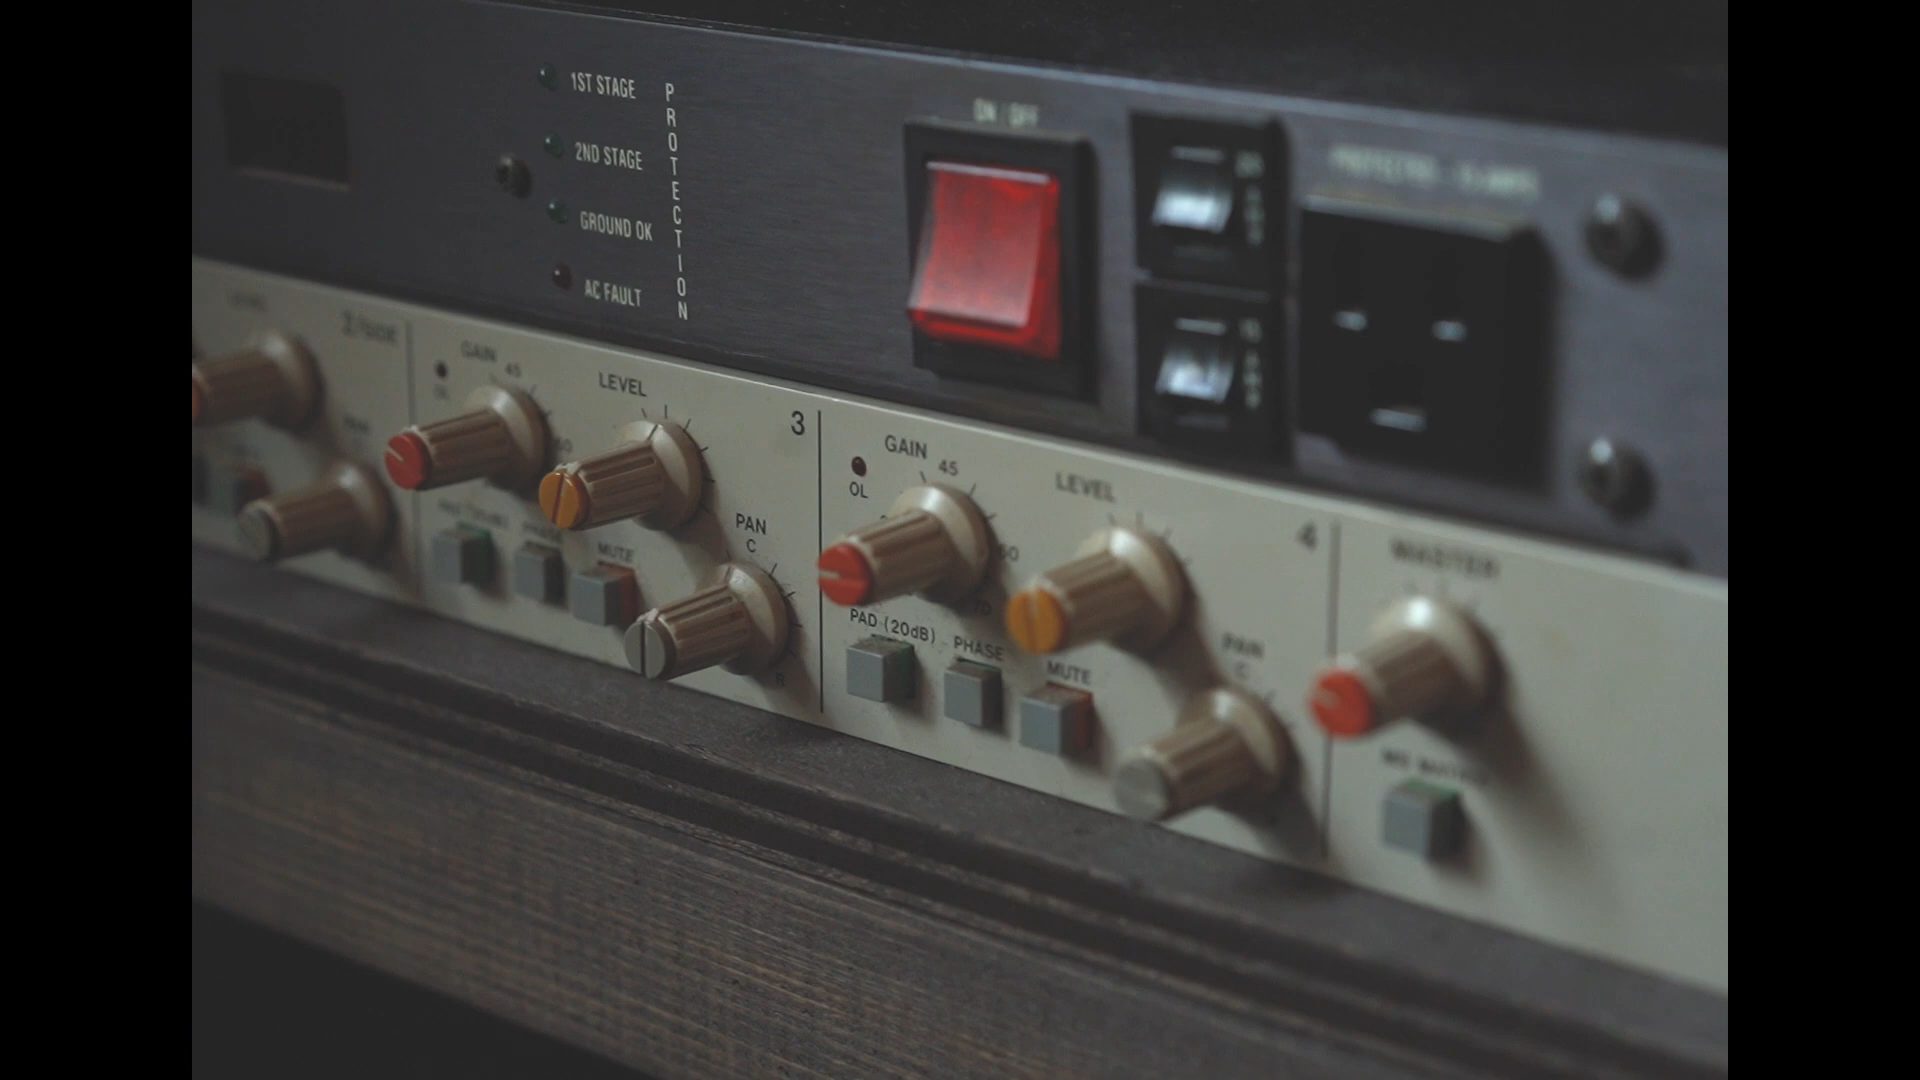 1ST STAGE
2ND STAGE
GROUND OK
AC FAULT
PROTECTION
ON / OFF
GAIN
45
LEVEL
3
PAN
C
PHASE
MUTE
R
GAIN
45
OL
LEVEL
4
PAD (20dB)
PHASE
MUTE
PAN
C
MASTER